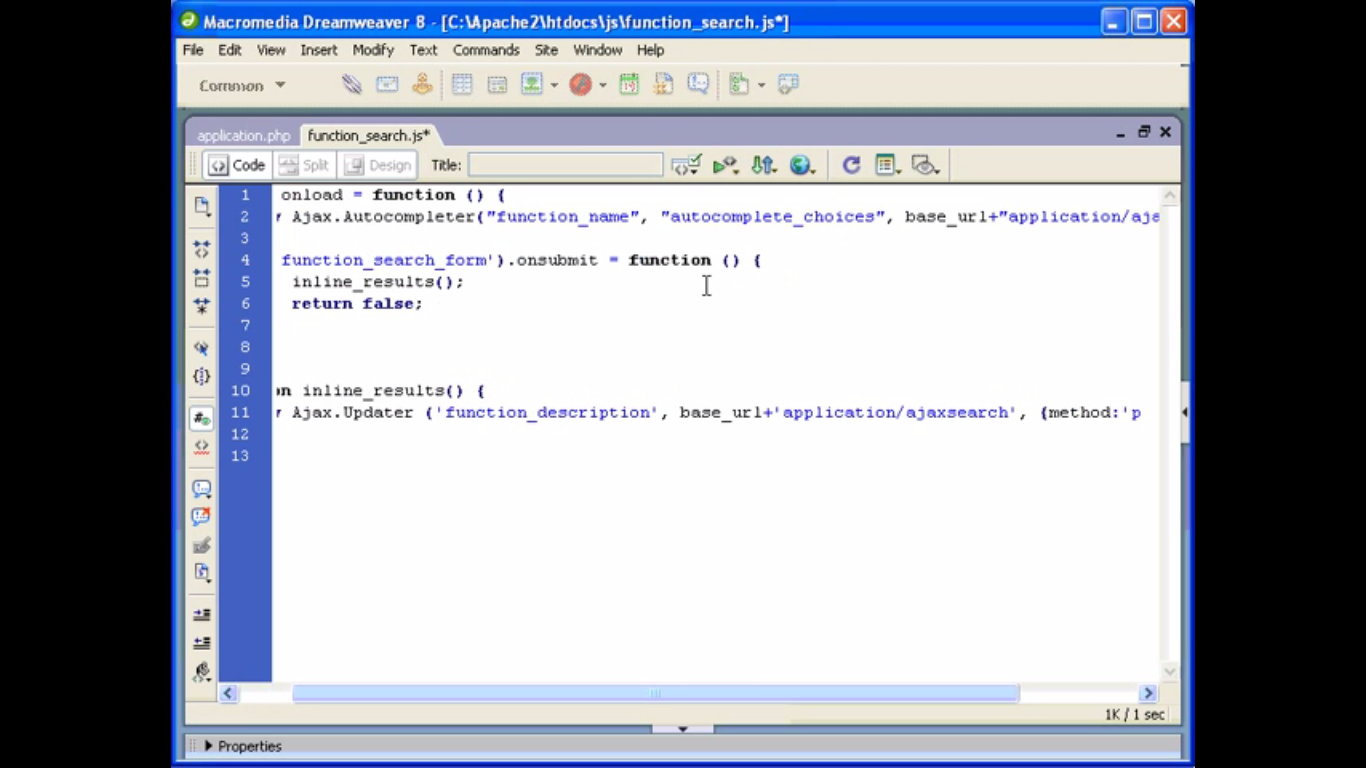 Macromedia Dreamweaver 8 - [C:\Apache2\htdocs\js\function_search.js*]
File Edit View Insert Modify Text Commands Site Window Help
Common
application.php function_search.js*
Code Split Design Title:
1 onload = function () {
2 r Ajax.Autocompleter("function_name", "autocomplete_choices", base_url+"application/aja
3
4 function_search_form').onsubmit = function () {
5 inline_results();
6 return false;
7
8
9
10 on inline_results() {
11 r Ajax.Updater ('function_description', base_url+'application/ajaxsearch', {method:'p
12
13
1K / 1 sec
Properties